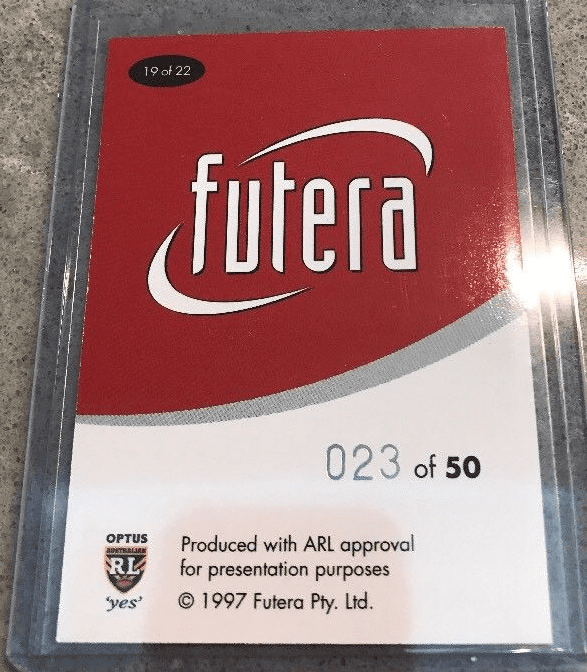 19 of 22
futera
023 of 50
OPTUS
AUSTRALIAN
RL
'yes'
Produced with ARL approval
for presentation purposes
© 1997 Futera Pty. Ltd.